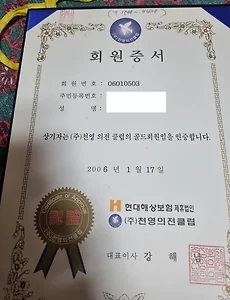 회원증서
회 원 번 호 : 06010503
주민등록번호 :
성 명 :
상기자는 (주)천영 의전 클럽의 골드회원임을 인증합니다.
2006 년 1 월 17 일
H 현대해상보험 제휴법인
(주)천영의전클럽
대표이사 강 해